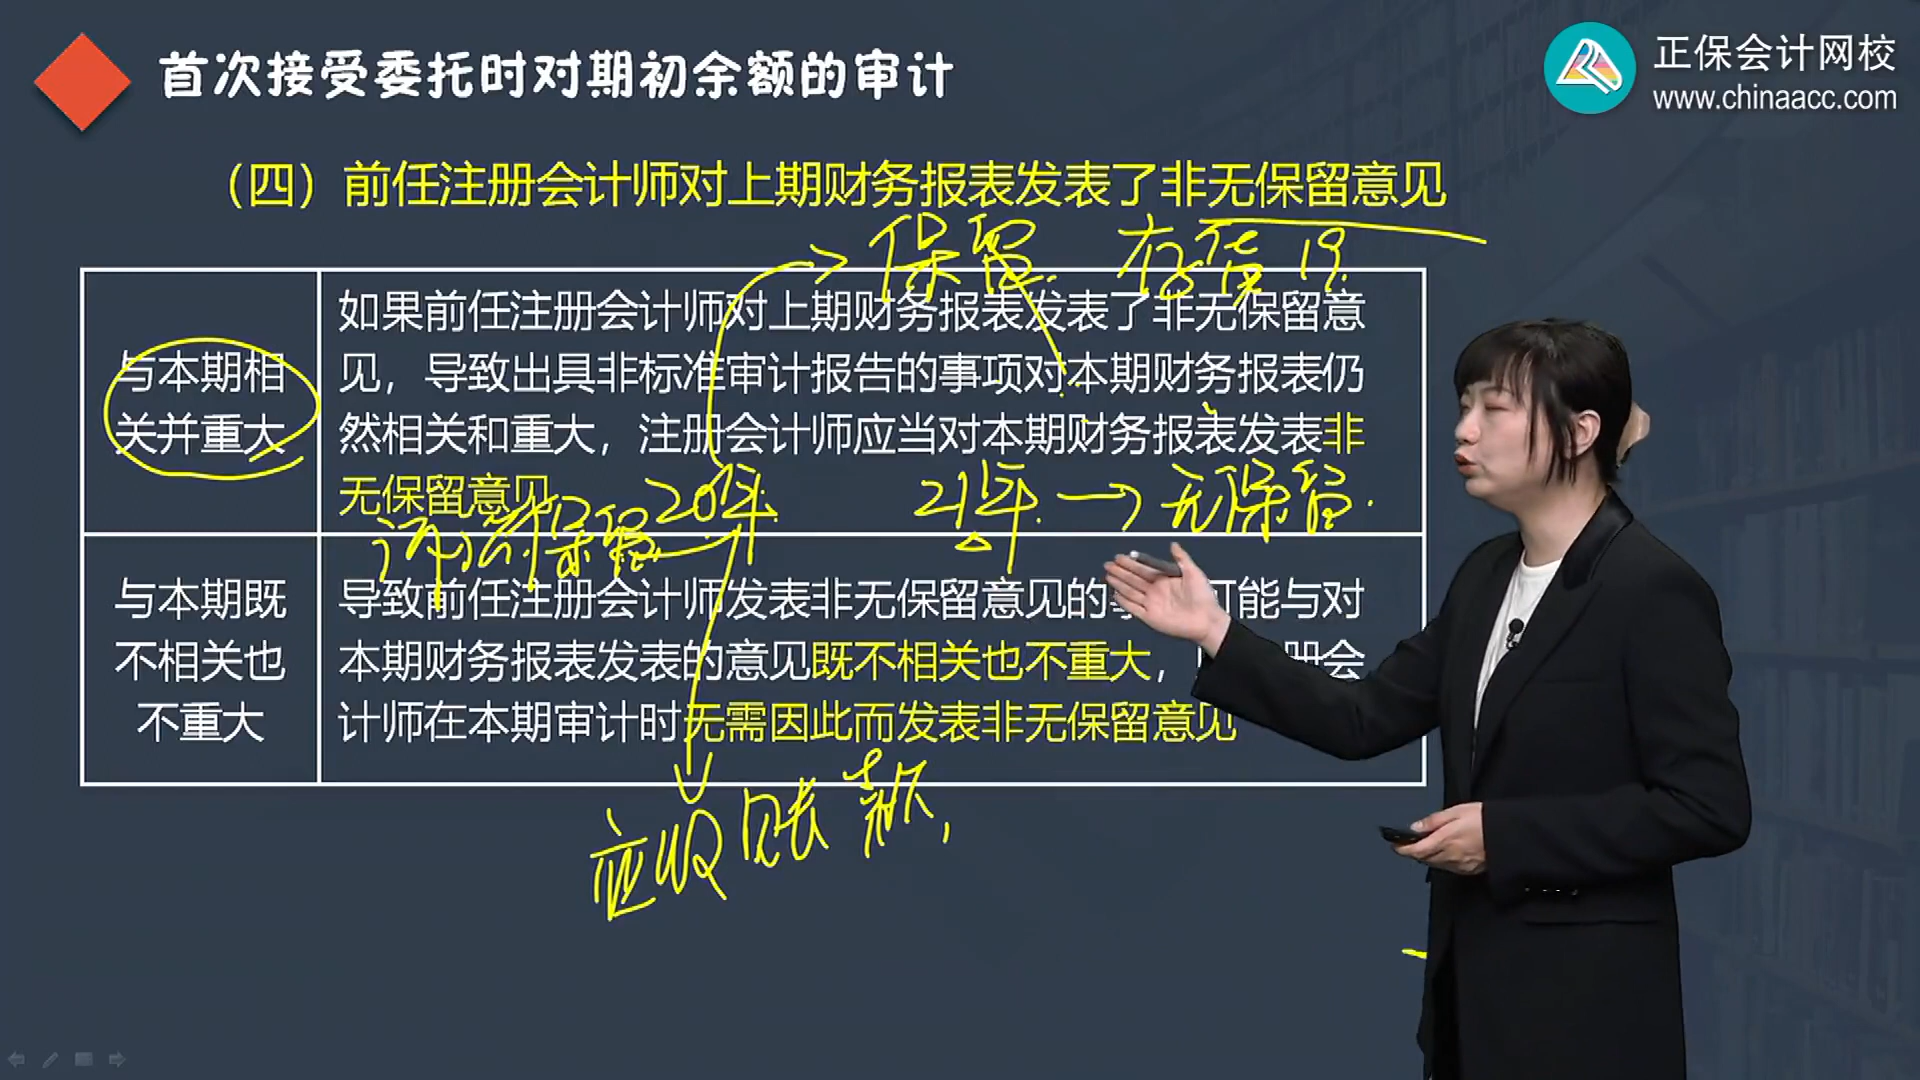 首次接受委托时对期初余额的审计
正保会计网校
www.chinaacc.com
（四）前任注册会计师对上期财务报表发表了非无保留意见
保留 存货
与本期相
关并重大
如果前任注册会计师对上期财务报表发表了非无保留意
见，导致出具非标准审计报告的事项对本期财务报表仍
然相关和重大，注册会计师应当对本期财务报表发表非
无保留意见
保留 20年 21年 → 无保留
与本期既
不相关也
不重大
导致前任注册会计师发表非无保留意见的事 可能与对
本期财务报表发表的意见既不相关也不重大， 册会
计师在本期审计时无需因此而发表非无保留意见
应收账款